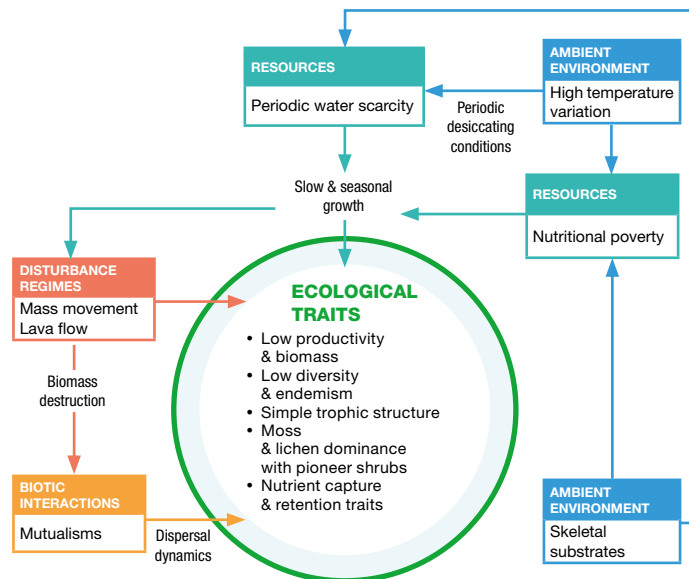 RESOURCES
Periodic water scarcity
AMBIENT
ENVIRONMENT
High temperature
variation
Periodic
desiccating
conditions
Slow & seasonal
growth
RESOURCES
Nutritional poverty
DISTURBANCE
REGIMES
Mass movement
Lava flow
Biomass
destruction
ECOLOGICAL
TRAITS
• Low productivity
& biomass
• Low diversity
& endemism
• Simple trophic structure
• Moss
& lichen dominance
with pioneer shrubs
• Nutrient capture
& retention traits
BIOTIC
INTERACTIONS
Mutualisms
Dispersal
dynamics
AMBIENT ENVIRONMENT
Skeletal
substrates